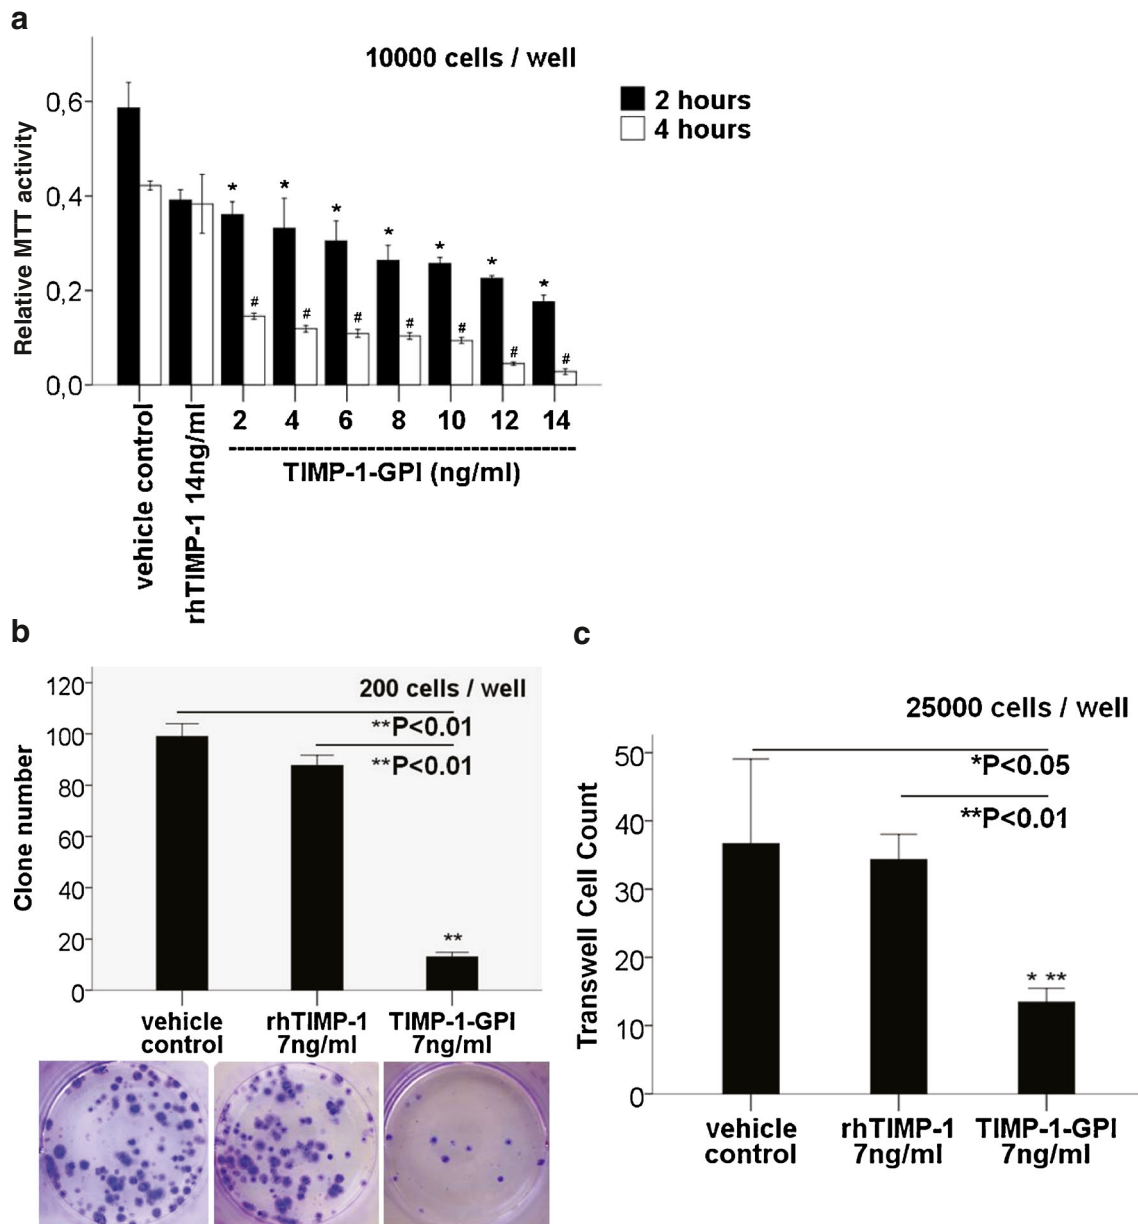 a
10000 cells / well
2 hours
4 hours
Relative MTT activity
0,6
0,4
0,2
0,0
* * * * * * *
# # # # # # #
vehicle control
rhTIMP-1 14ng/ml
2 4 6 8 10 12 14
TIMP-1-GPI (ng/ml)
b
200 cells / well
**P<0.01
**P<0.01
Clone number
120
100
80
60
40
20
0
**
vehicle control
rhTIMP-1 7ng/ml
TIMP-1-GPI 7ng/ml
c
25000 cells / well
*P<0.05
**P<0.01
Transwell Cell Count
50
40
30
20
10
0
* **
vehicle control
rhTIMP-1 7ng/ml
TIMP-1-GPI 7ng/ml